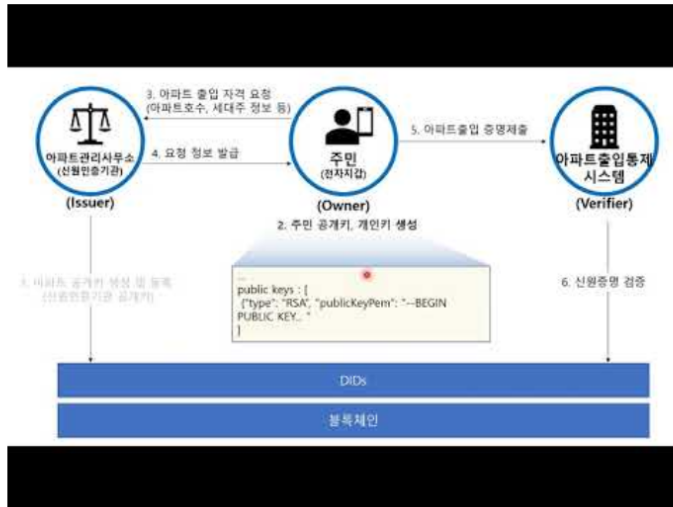 3. 아파트 출입 자격 요청
(아파트호수, 세대주 정보 등)
4. 요청 정보 발급
5. 아파트출입 증명제출
아파트관리사무소
(신원인증기관)
(Issuer)
주민
(전자지갑)
(Owner)
아파트출입통제
시스템
(Verifier)
2: 주민 공개키, 개인키 생성
1. 아파트 공개키 생성 및 등록
(신원인증기관 공개키)
...
public keys : [
{"type": "RSA", "publicKeyPem": "--BEGIN
PUBLIC KEY.. "
]
6. 신원증명 검증
DIDs
블록체인